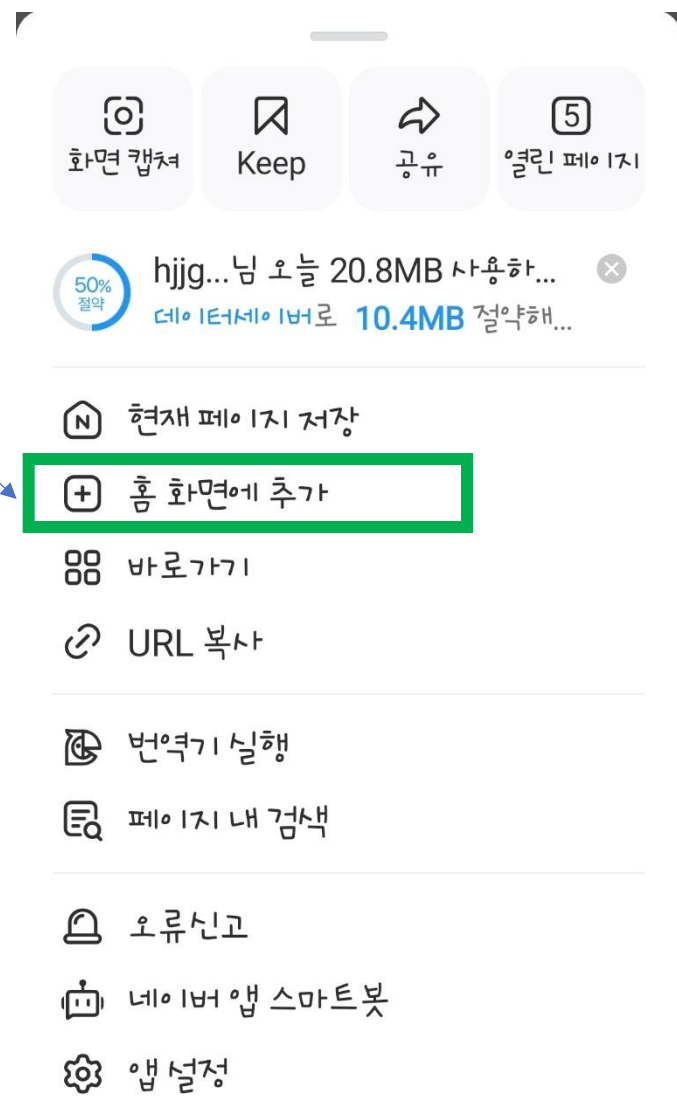 화면 캡쳐
Keep
공유
5
열린 페이지
50%
절약
hjjg...님 오늘 20.8MB 사용하...
데이터세이버로 10.4MB 절약해...
N 현재 페이지 저장
홈 화면에 추가
바로가기
URL 복사
번역기 실행
페이지 내 검색
오류신고
네이버 앱 스마트봇
앱 설정